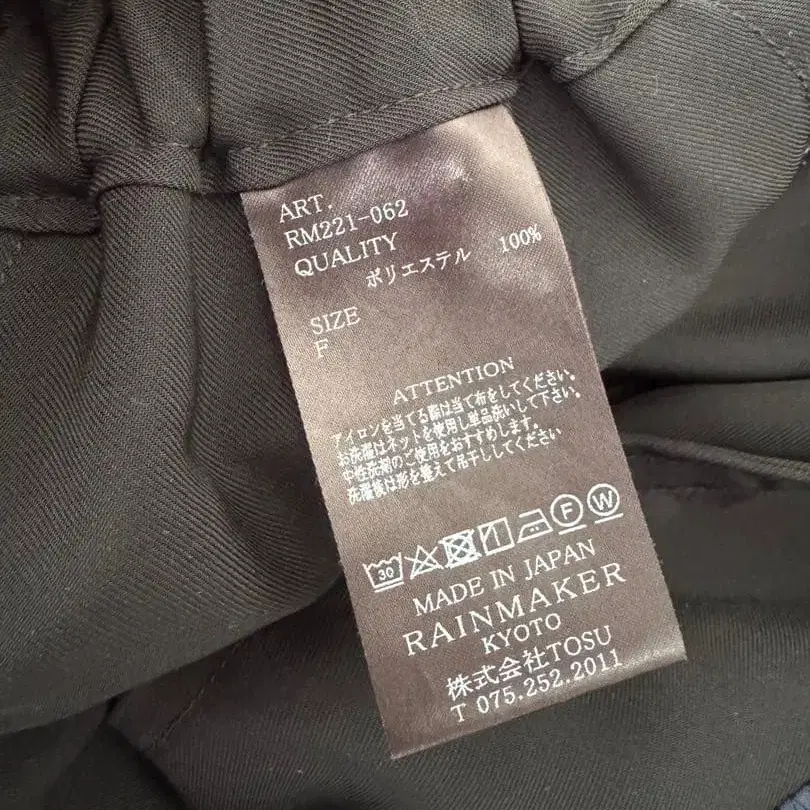 ART.
RM221-062
QUALITY
ポリエステル 100%
SIZE
F
ATTENTION
アイロンを当てる際は当て布をしてください。
お洗濯はネットを使用し単品洗いして下さい。
中性洗剤のご使用をおすすめします。
洗濯後は形を整えて吊干ししてください
30 F W
MADE IN JAPAN
RAINMAKER
KYOTO
株式会社TOSU
T 075.252.2011